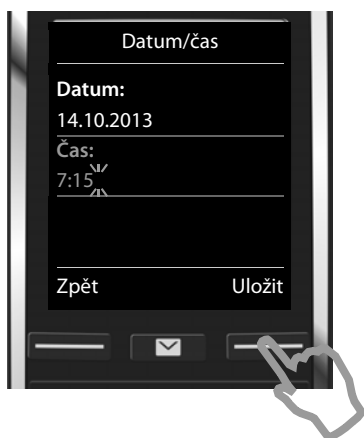 Datum/čas
Datum:
14.10.2013
Čas:
7:15
Zpět Uložit